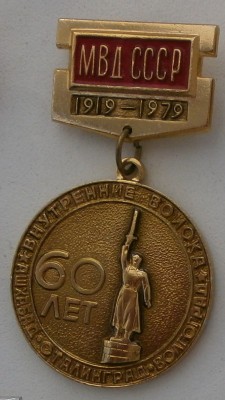 МВД СССР
1919-1979
ВНУТРЕННИЕ ВОЙСКА
60
ЛЕТ
СТАЛИНГРАД ВОЛГОГРАД